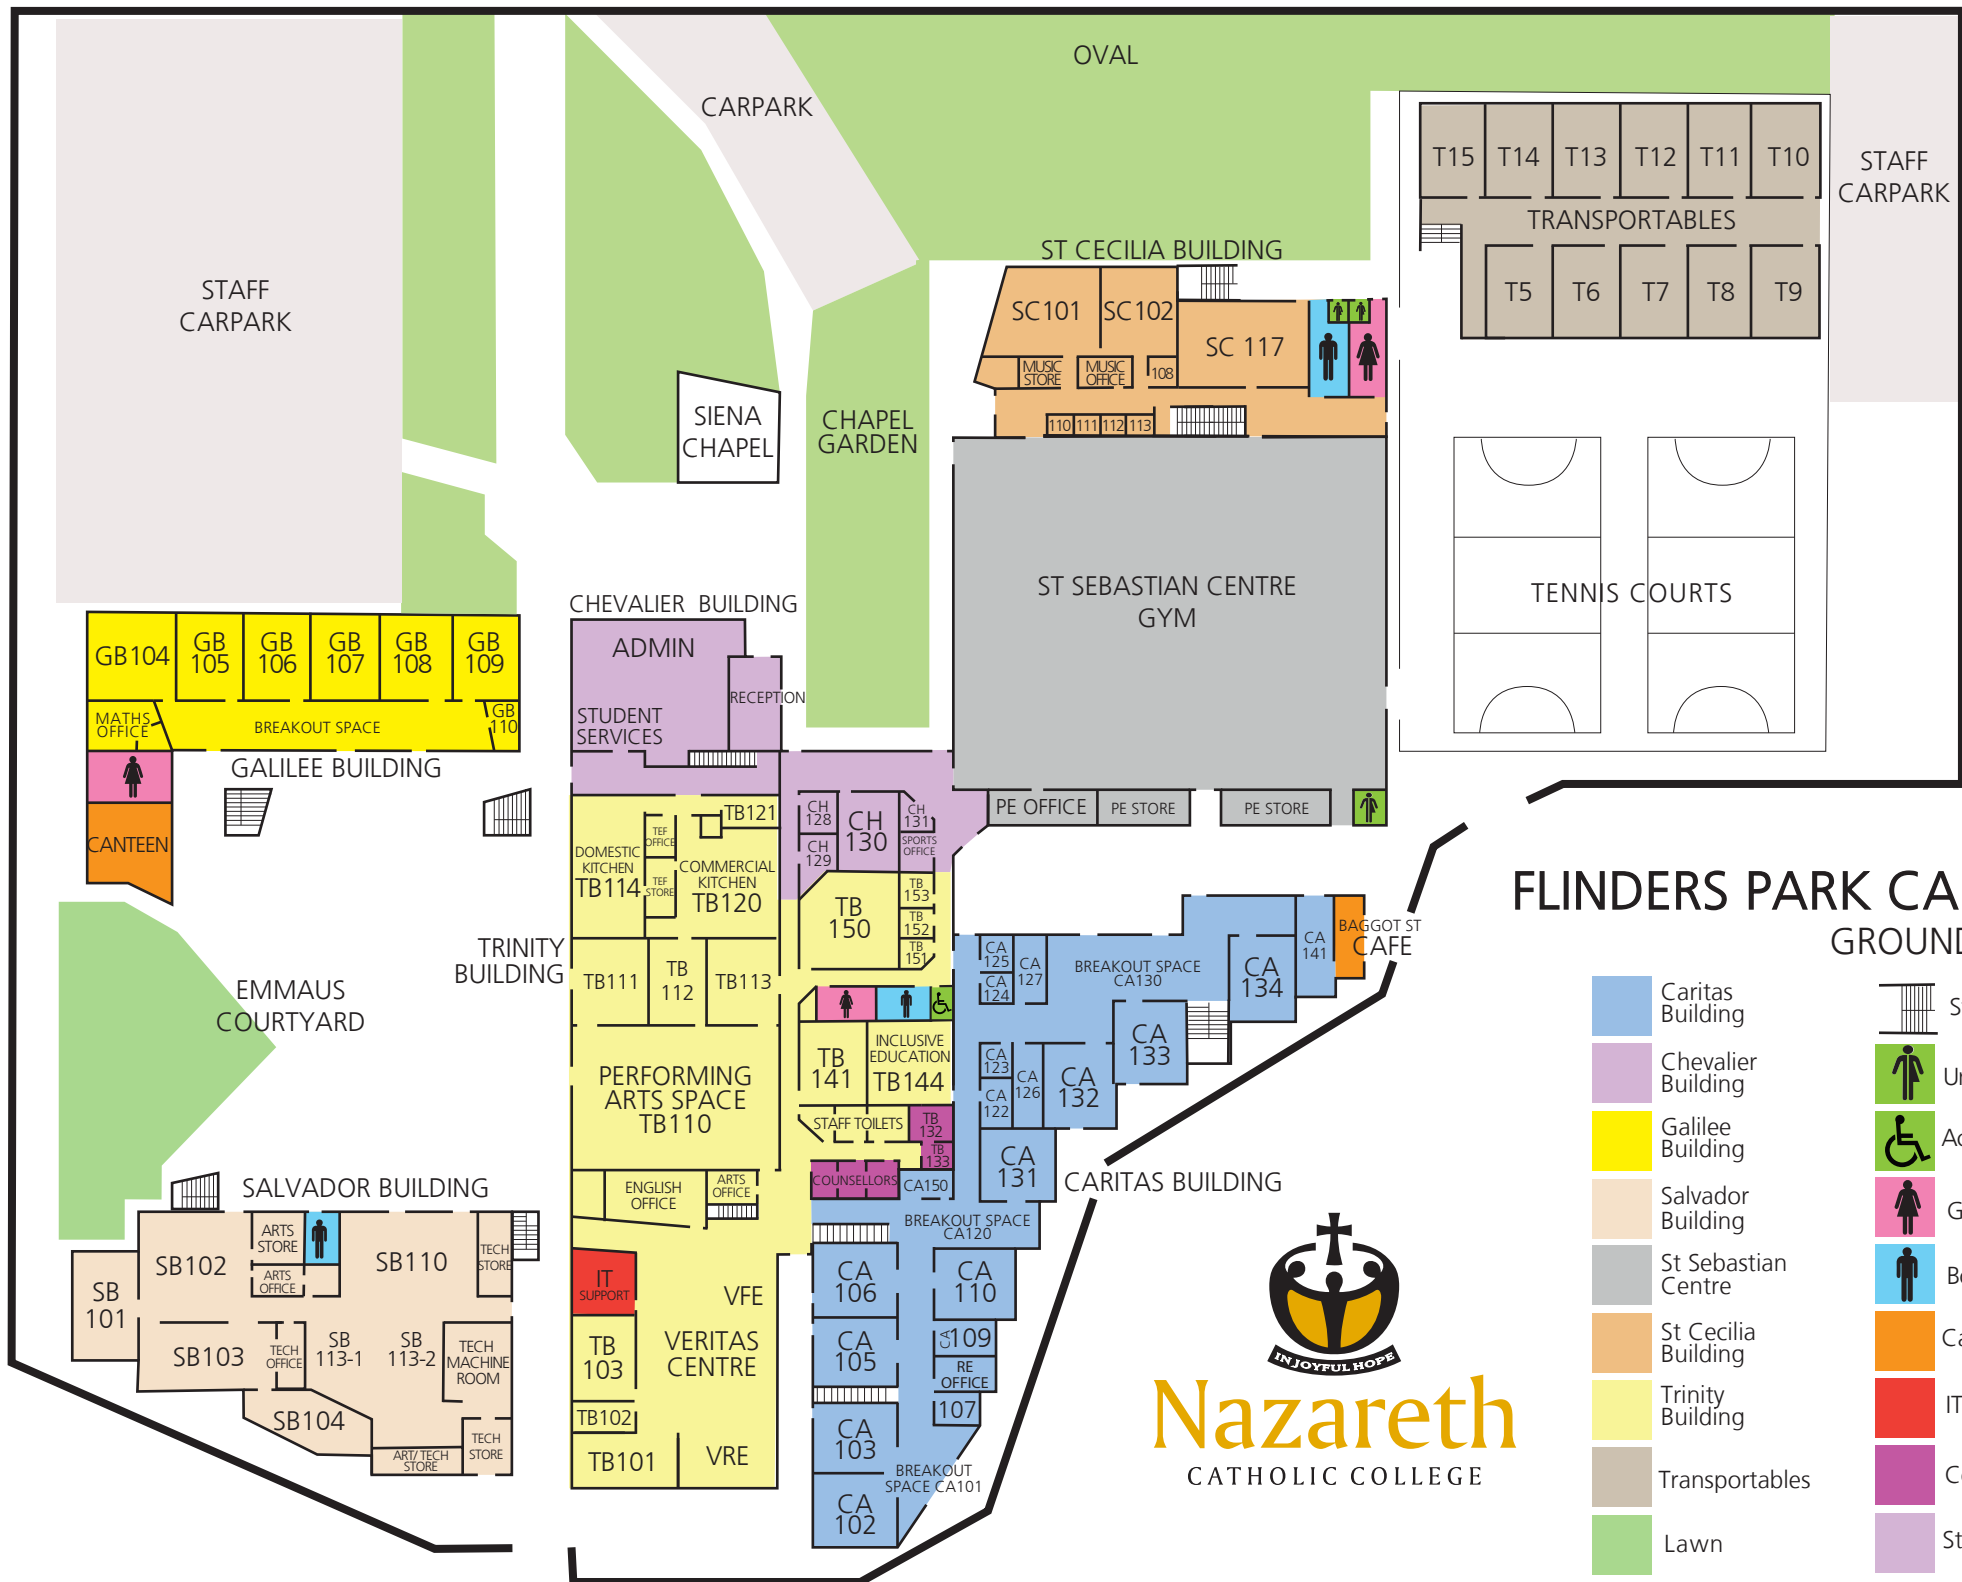 OVAL
CARPARK
STAFF
CARPARK
T15 T14 T13 T12 T11 T10
TRANSPORTABLES
T5 T6 T7 T8 T9
STAFF
CARPARK
ST CECILIA BUILDING
SC101
SC102
SC 117
MUSIC
STORE
MUSIC
OFFICE
108
110 111 112 113
SIENA
CHAPEL
CHAPEL
GARDEN
ST SEBASTIAN CENTRE
GYM
TENNIS COURTS
PE OFFICE
PE STORE
PE STORE
CHEVALIER BUILDING
ADMIN
RECEPTION
STUDENT
SERVICES
GB104
GB
105
GB
106
GB
107
GB
108
GB
109
GB
110
MATHS
OFFICE
BREAKOUT SPACE
GALILEE BUILDING
CANTEEN
EMMAUS
COURTYARD
CH
128
CH
129
CH
130
CH
131
SPORTS
OFFICE
TB121
TEF
OFFICE
TEF
STORE
DOMESTIC
KITCHEN
TB114
COMMERCIAL
KITCHEN
TB120
TRINITY
BUILDING
TB111
TB
112
TB113
TB
150
TB
153
TB
152
TB
151
PERFORMING
ARTS SPACE
TB110
TB
141
INCLUSIVE
EDUCATION
TB144
STAFF TOILETS
TB
132
TB
133
COUNSELLORS
CA150
ENGLISH
OFFICE
ARTS
OFFICE
IT
SUPPORT
VFE
VERITAS
CENTRE
TB
103
TB102
TB101
VRE
SALVADOR BUILDING
SB
101
SB102
ARTS
STORE
ARTS
OFFICE
SB110
TECH
STORE
SB103
TECH
OFFICE
SB
113-1
SB
113-2
TECH
MACHINE
ROOM
SB104
ART/TECH
STORE
TECH
STORE
CA
125
CA
124
CA
127
BREAKOUT SPACE
CA130
CA
134
CA
141
BAGGOT ST
CAFE
CA
133
CA
123
CA
122
CA
126
CA
132
CA
131
CARITAS BUILDING
BREAKOUT SPACE
CA120
CA
106
CA
110
CA
105
CA
109
RE
OFFICE
107
CA
103
BREAKOUT
SPACE CA101
CA
102
IN JOYFUL HOPE
Nazareth
CATHOLIC COLLEGE
FLINDERS PARK CA
GROUND
Caritas
Building
Chevalier
Building
Galilee
Building
Salvador
Building
St Sebastian
Centre
St Cecilia
Building
Trinity
Building
Transportables
Lawn
S
Un
Ac
G
Bo
Ca
IT
Co
St